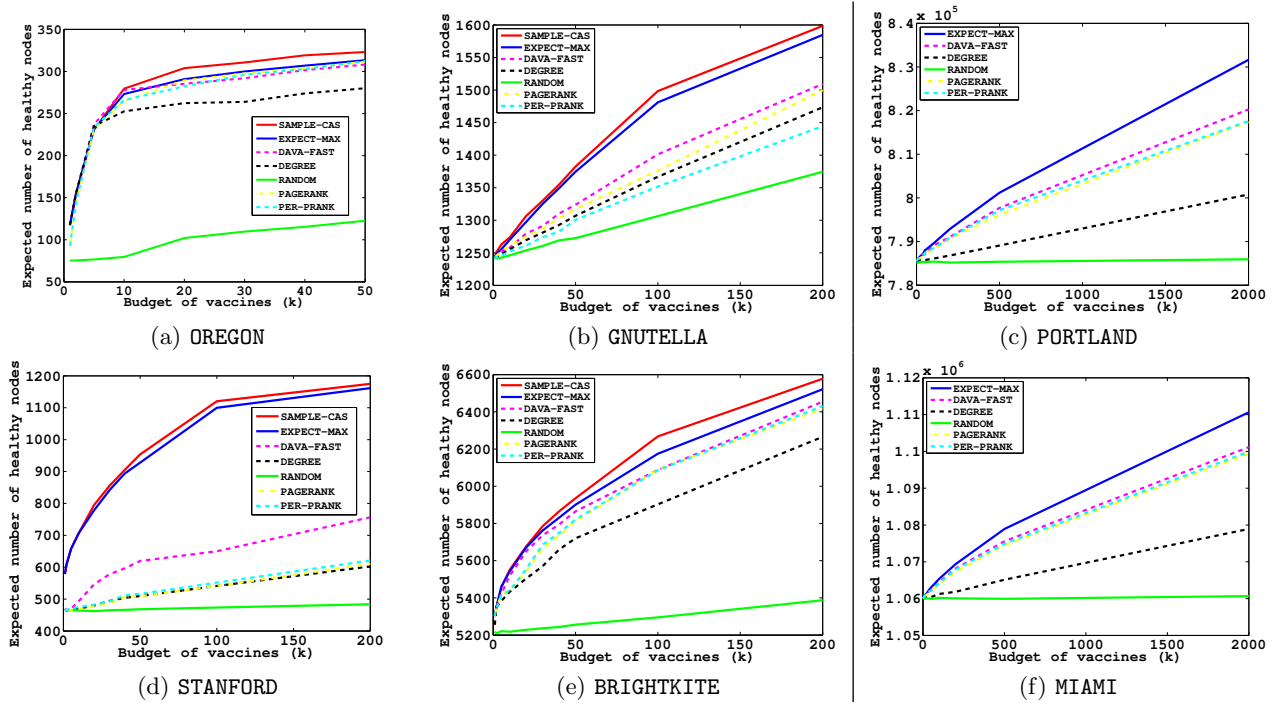 Expected number of healthy nodes
350
300
250
200
150
100
50
SAMPLE-CAS
EXPECT-MAX
DAVA-FAST
DEGREE
RANDOM
PAGERANK
PER-PRANK
0 10 20 30 40 50
Budget of vaccines (k)
(a) OREGON
Expected number of healthy nodes
1600
1550
1500
1450
1400
1350
1300
1250
1200
SAMPLE-CAS
EXPECT-MAX
DAVA-FAST
DEGREE
RANDOM
PAGERANK
PER-PRANK
0 50 100 150 200
Budget of vaccines (k)
(b) GNUTELLA
Expected number of healthy nodes
x 10^5
8.4
8.3
8.2
8.1
8
7.9
7.8
EXPECT-MAX
DAVA-FAST
DEGREE
RANDOM
PAGERANK
PER-PRANK
0 500 1000 1500 2000
Budget of vaccines (k)
(c) PORTLAND
Expected number of healthy nodes
1200
1100
1000
900
800
700
600
500
400
SAMPLE-CAS
EXPECT-MAX
DAVA-FAST
DEGREE
RANDOM
PAGERANK
PER-PRANK
0 50 100 150 200
Budget of vaccines (k)
(d) STANFORD
Expected number of healthy nodes
6600
6400
6200
6000
5800
5600
5400
5200
SAMPLE-CAS
EXPECT-MAX
DAVA-FAST
DEGREE
RANDOM
PAGERANK
PER-PRANK
0 50 100 150 200
Budget of vaccines (k)
(e) BRIGHTKITE
Expected number of healthy nodes
x 10^6
1.112
1.11
1.108
1.106
1.05
EXPECT-MAX
DAVA-FAST
DEGREE
RANDOM
PAGERANK
PER-PRANK
0 500 1000 1500 2000
Budget of vaccines (k)
(f) MIAMI